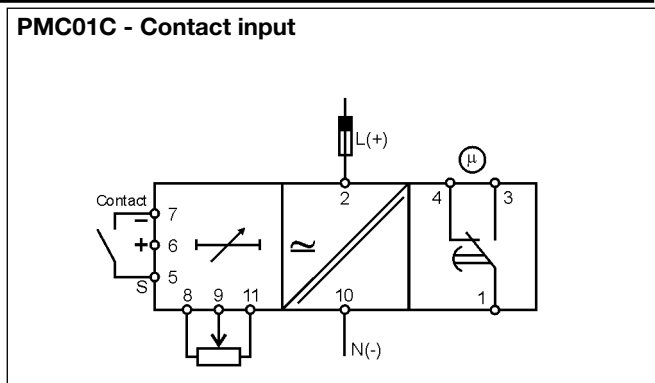 PMC01C - Contact input
L(+)
µ
2
4
3
Contact
−
7
+
6
≃
5
S
8
9
11
10
1
N(-)